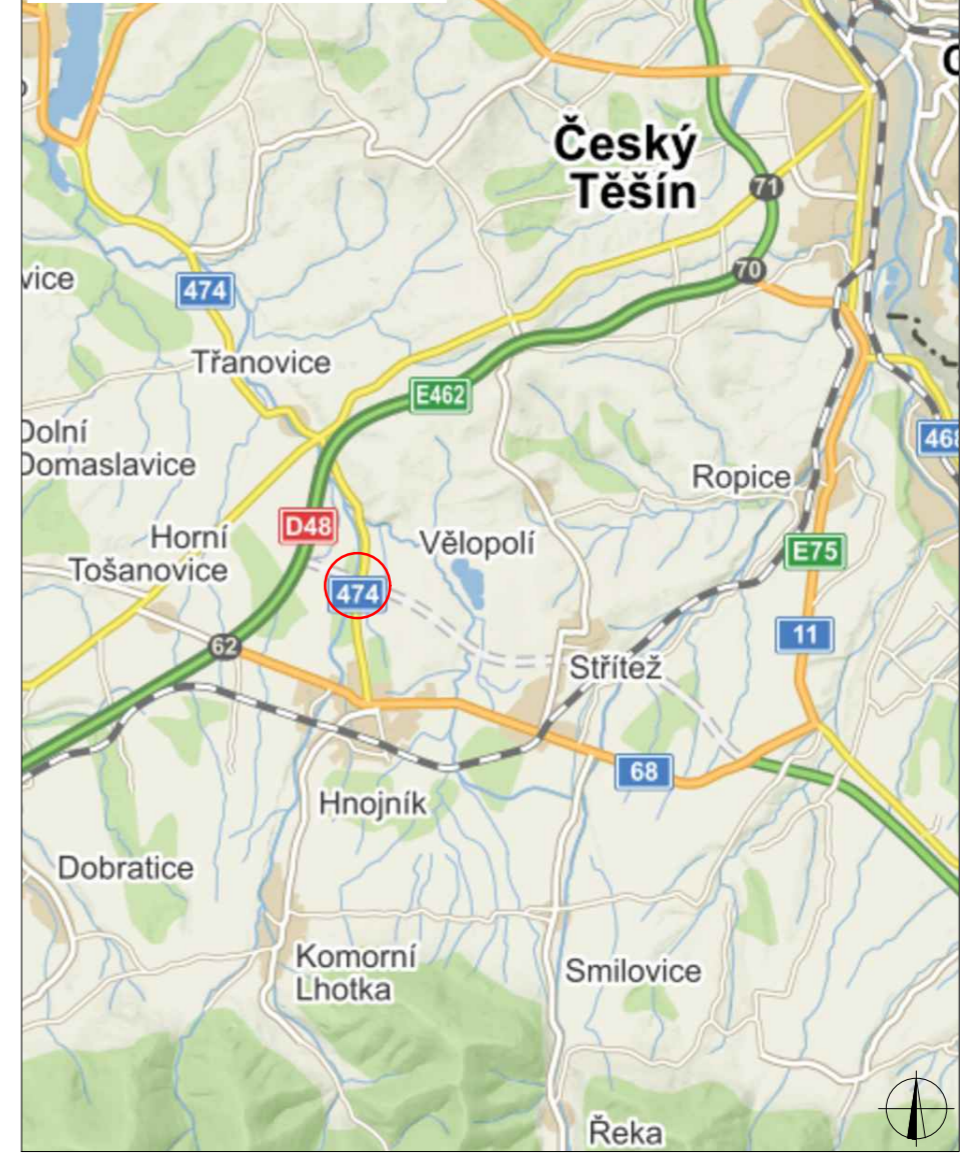 Český
Těšín
71
70
vice
474
Třanovice
E462
Dolní
Domaslavice
468
Ropice
D48
Horní
Tošanovice
Vělopolí
E75
474
11
62
Střítež
68
Hnojník
Dobratice
Komorní
Lhotka
Smilovice
Řeka